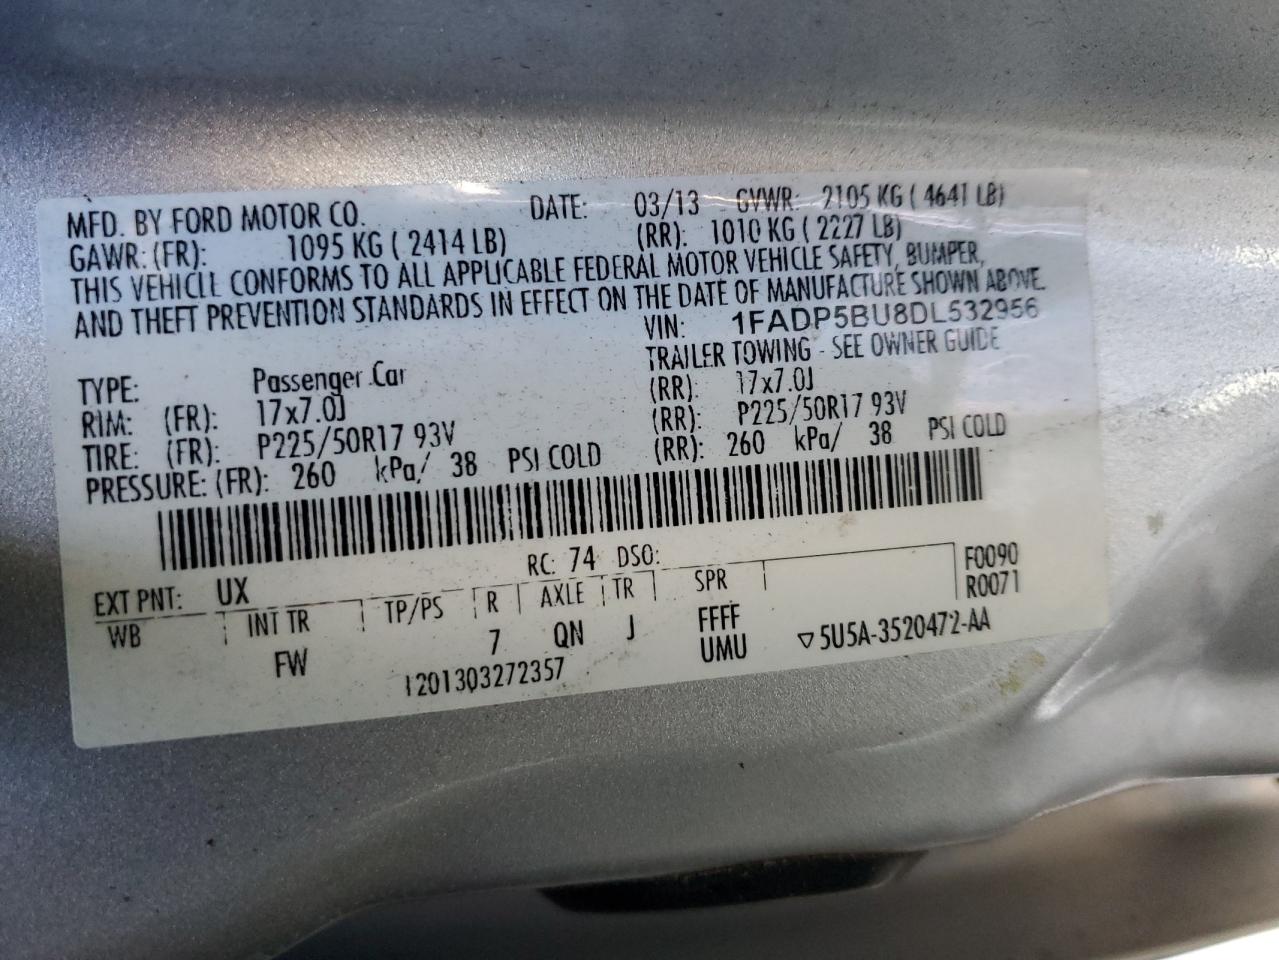 MFD. BY FORD MOTOR CO. DATE: 03/13 GVWR: 2105 KG ( 4641 LB)
GAWR: (FR): 1095 KG ( 2414 LB) (RR): 1010 KG ( 2227 LB)
THIS VEHICLE CONFORMS TO ALL APPLICABLE FEDERAL MOTOR VEHICLE SAFETY, BUMPER,
AND THEFT PREVENTION STANDARDS IN EFFECT ON THE DATE OF MANUFACTURE SHOWN ABOVE.
VIN: 1FADP5BU8DL532956
TRAILER TOWING - SEE OWNER GUIDE
TYPE: Passenger Car
RIM: (FR): 17x7.0J (RR): 17x7.0J
TIRE: (FR): P225/50R17 93V (RR): P225/50R17 93V
PRESSURE: (FR): 260 kPa/ 38 PSI COLD (RR): 260 kPa/ 38 PSI COLD
RC: 74 DSO:
EXT PNT: UX F0090
WB INT TR TP/PS R AXLE TR SPR R0071
FW 7 QN J FFFF
UMU ▽5U5A-3520472-AA
I201303272357